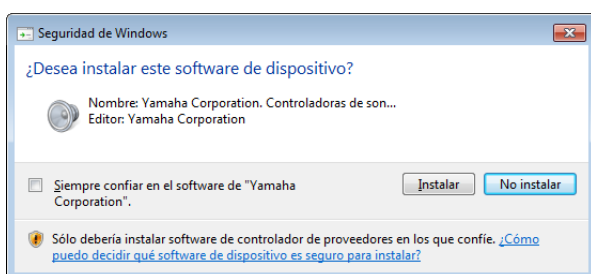 Seguridad de Windows
¿Desea instalar este software de dispositivo?
Nombre: Yamaha Corporation. Controladoras de son...
Editor: Yamaha Corporation
Siempre confiar en el software de "Yamaha
Corporation".
Instalar
No instalar
Sólo debería instalar software de controlador de proveedores en los que confíe. ¿Cómo
puedo decidir qué software de dispositivo es seguro para instalar?